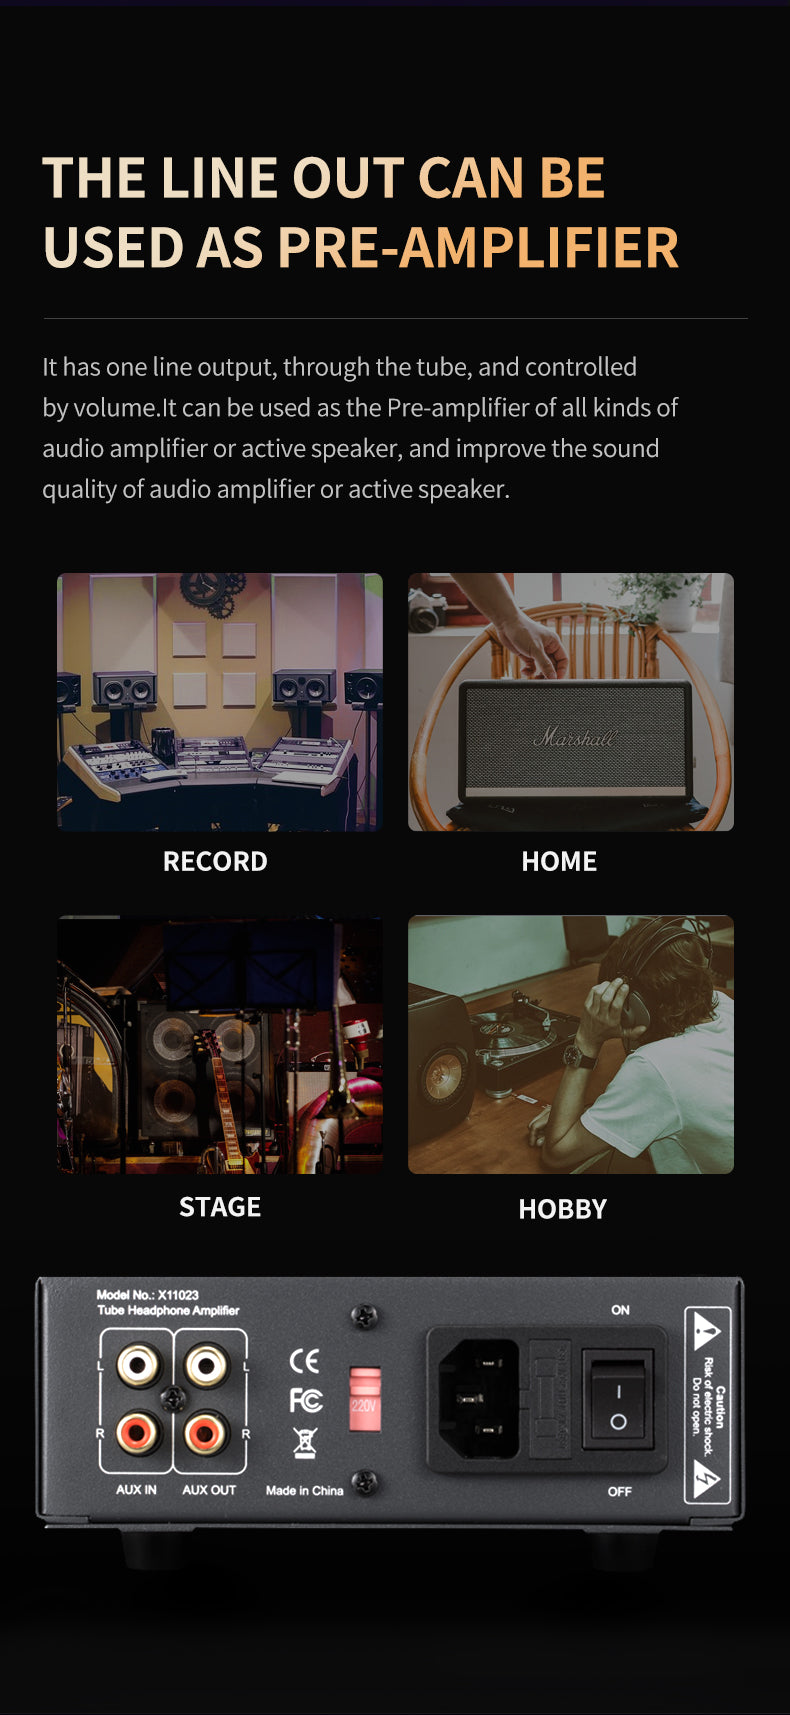 THE LINE OUT CAN BE
USED AS PRE-AMPLIFIER
It has one line output, through the tube, and controlled
by volume.It can be used as the Pre-amplifier of all kinds of
audio amplifier or active speaker, and improve the sound
quality of audio amplifier or active speaker.
Marshall
RECORD
HOME
STAGE
HOBBY
Model No.: X11023
Tube Headphone Amplifier
L
L
R
R
AUX IN
AUX OUT
CE
FC
220V
Made in China
ON
OFF
Caution
Risk of electric shock.
Do not open.